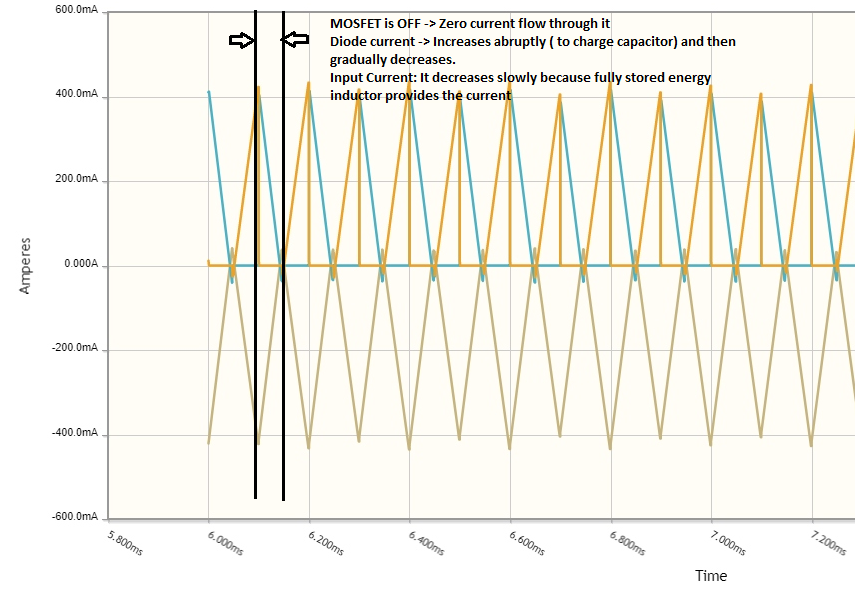 600.0mA
MOSFET is OFF -> Zero current flow through it
Diode current -> Increases abruptly ( to charge capacitor) and then
gradually decreases.
Input Current: It decreases slowly because fully stored energy
inductor provides the current
400.0mA
200.0mA
0.000A
-200.0mA
-400.0mA
-600.0mA
Amperes
5.800ms
6.000ms
6.200ms
6.400ms
6.600ms
6.800ms
7.000ms
7.200ms
Time